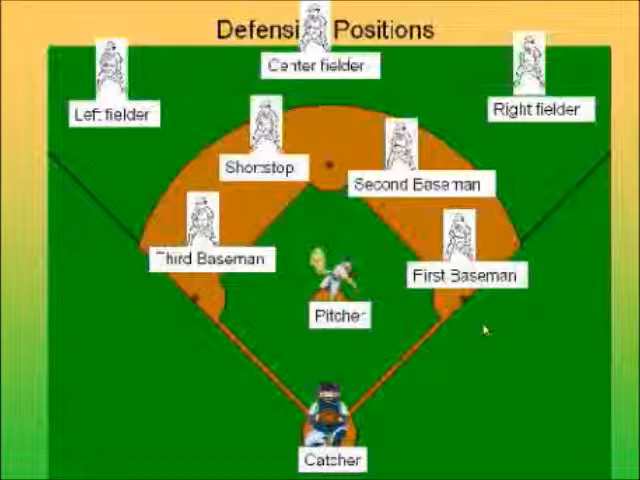 Defensi Positions
Center fielder
Left fielder
Right fielder
Shortstop
Second Baseman
Third Baseman
First Baseman
Pitcher
Catcher